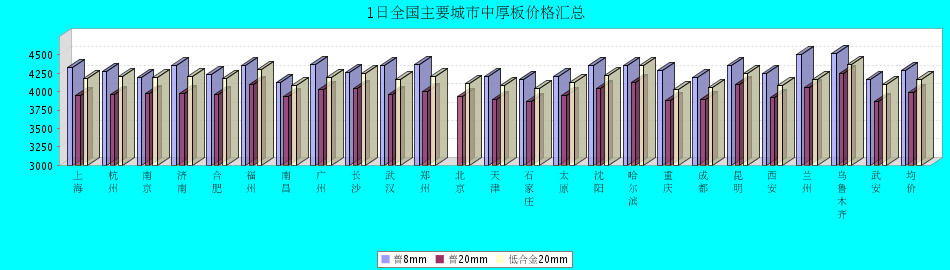 1日全国主要城市中厚板价格汇总
4500
4250
4000
3750
3500
3250
3000
上海
杭州
南京
济南
合肥
福州
南昌
广州
长沙
武汉
郑州
北京
天津
石家庄
太原
沈阳
哈尔滨
重庆
成都
昆明
西安
兰州
乌鲁木齐
武安
均价
普8mm 普20mm 低合金20mm